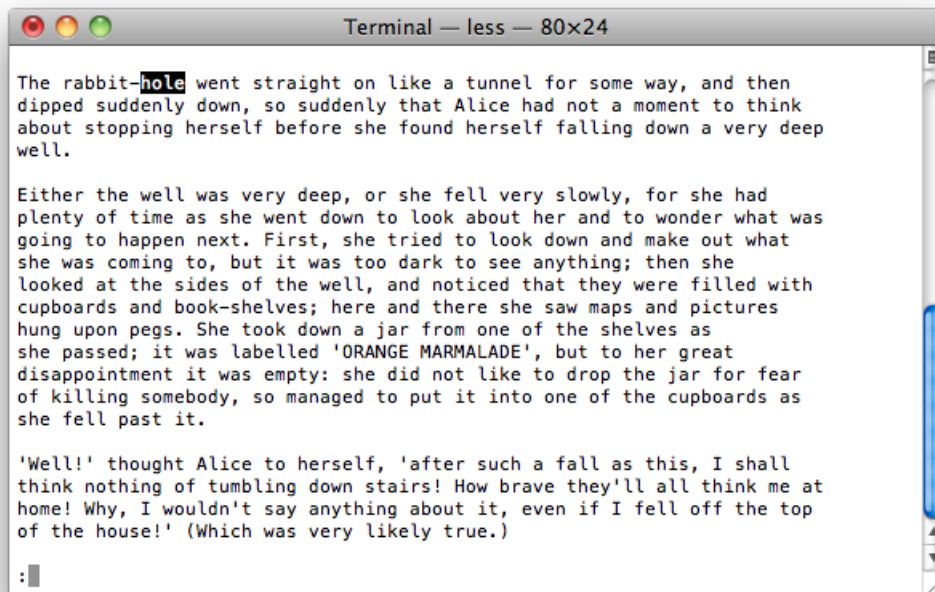 Terminal — less — 80×24
The rabbit-hole went straight on like a tunnel for some way, and then
dipped suddenly down, so suddenly that Alice had not a moment to think
about stopping herself before she found herself falling down a very deep
well.
Either the well was very deep, or she fell very slowly, for she had
plenty of time as she went down to look about her and to wonder what was
going to happen next. First, she tried to look down and make out what
she was coming to, but it was too dark to see anything; then she
looked at the sides of the well, and noticed that they were filled with
cupboards and book-shelves; here and there she saw maps and pictures
hung upon pegs. She took down a jar from one of the shelves as
she passed; it was labelled 'ORANGE MARMALADE', but to her great
disappointment it was empty: she did not like to drop the jar for fear
of killing somebody, so managed to put it into one of the cupboards as
she fell past it.
'Well!' thought Alice to herself, 'after such a fall as this, I shall
think nothing of tumbling down stairs! How brave they'll all think me at
home! Why, I wouldn't say anything about it, even if I fell off the top
of the house!' (Which was very likely true.)
: